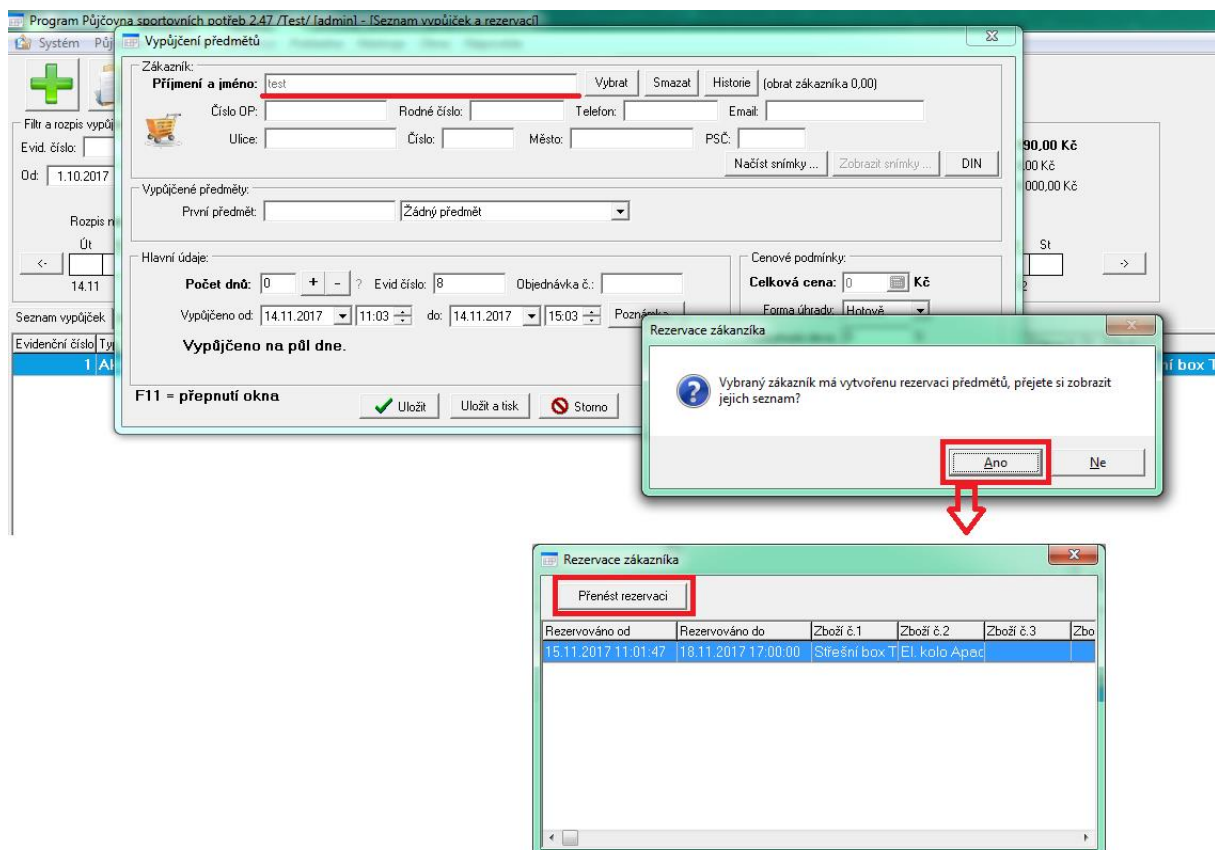 Program Půjčovna sportovních potřeb 2.47 /Test/ [admin] - [Seznam vypůjček a rezervací]
Systém Půj
Vypůjčení předmětů
Zákazník:
Příjmení a jméno: test Vybrat Smazat Historie (obrat zákazníka 0,00)
Číslo OP: Rodné číslo: Telefon: Email:
Ulice: Číslo: Město: PSČ:
Načíst snímky ... Zobrazit snímky ... DIN
Filtr a rozpis vypůj
Evid. číslo:
90,00 Kč
Od: 1.10.2017
,00 Kč
000,00 Kč
Vypůjčené předměty:
První předmět: Žádný předmět
Rozpis n
Út
St
<-
->
14.11
2
Hlavní údaje:
Počet dnů: 0 + - ? Evid číslo: 8 Objednávka č.:
Vypůjčeno od: 14.11.2017 11:03 do: 14.11.2017 15:03 Poznámka
Vypůjčeno na půl dne.
Cenové podmínky:
Celková cena: 0 Kč
Forma úhrady: Hotově
Seznam vypůjček
Evidenční číslo Ty
1
í box T
F11 = přepnutí okna
Uložit Uložit a tisk Storno
Rezervace zákanzíka
Vybraný zákazník má vytvořenu rezervaci předmětů, přejete si zobrazit
jejich seznam?
Ano Ne
Rezervace zákazníka
Přenést rezervaci
Rezervováno od Rezervováno do Zboží č.1 Zboží č.2 Zboží č.3 Zbo
15.11.2017 11:01:47 18.11.2017 17:00:00 Střešní box T El. kolo Apac